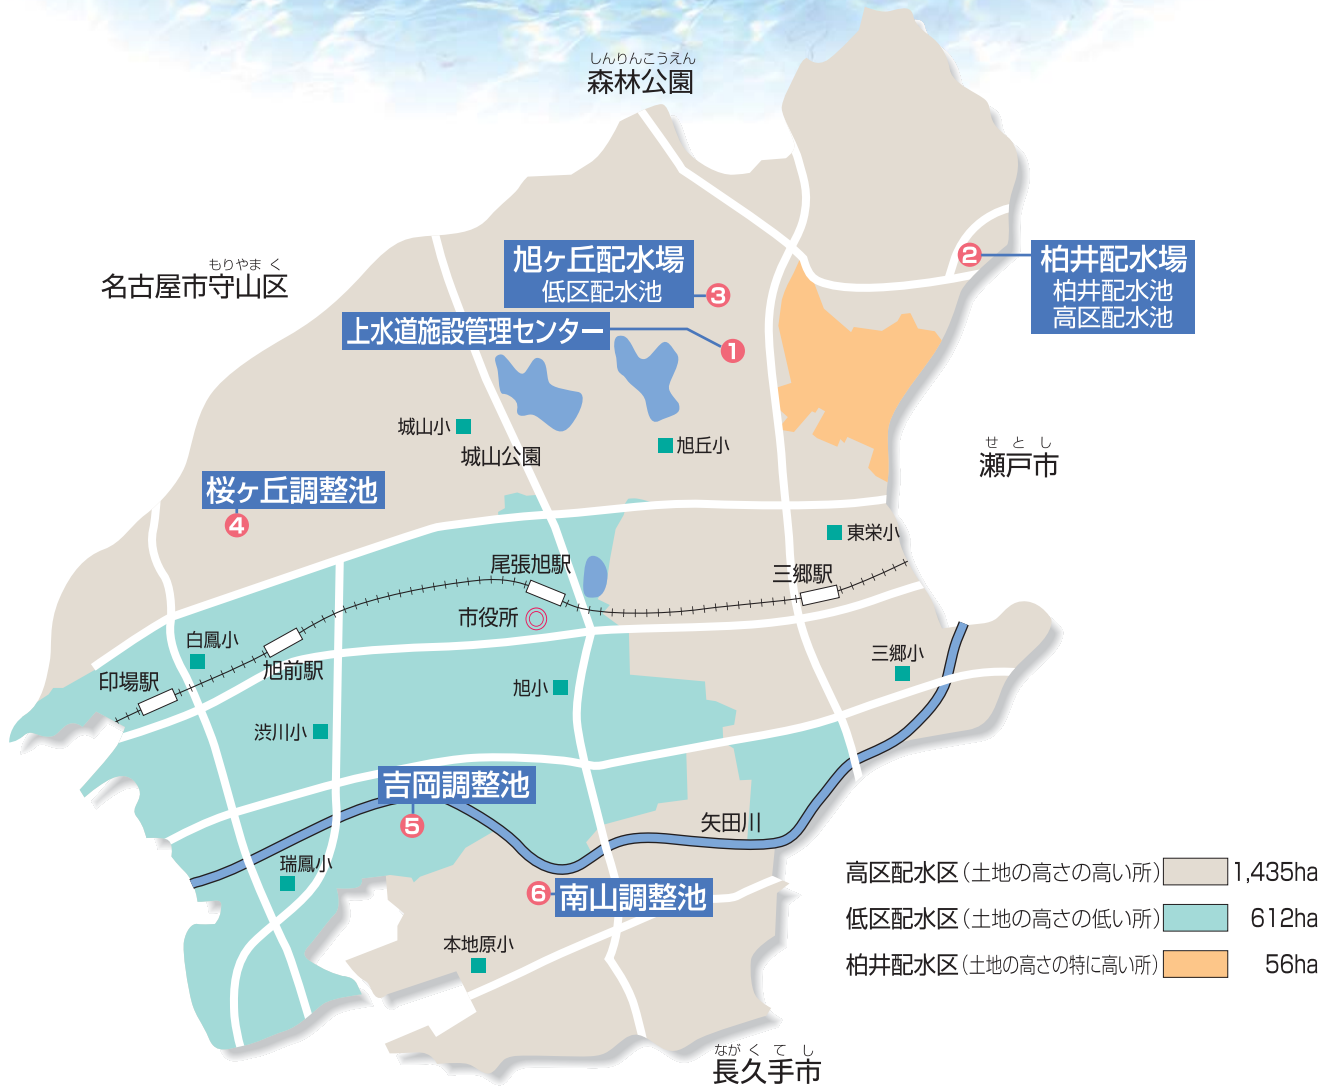 しんりんこうえん
森林公園
もりやま く
名古屋市守山区
旭ヶ丘配水場
低区配水池
③
②
柏井配水場
柏井配水池
高区配水池
上水道施設管理センター
①
城山小
城山公園
旭丘小
せ と し
瀬戸市
桜ヶ丘調整池
④
東栄小
尾張旭駅
三郷駅
市役所
白鳳小
旭前駅
三郷小
印場駅
旭小
渋川小
吉岡調整池
⑤
矢田川
瑞鳳小
⑥
南山調整池
本地原小
高区配水区(土地の高さの高い所) 1,435ha
低区配水区(土地の高さの低い所) 612ha
柏井配水区(土地の高さの特に高い所) 56ha
なが く て し
長久手市